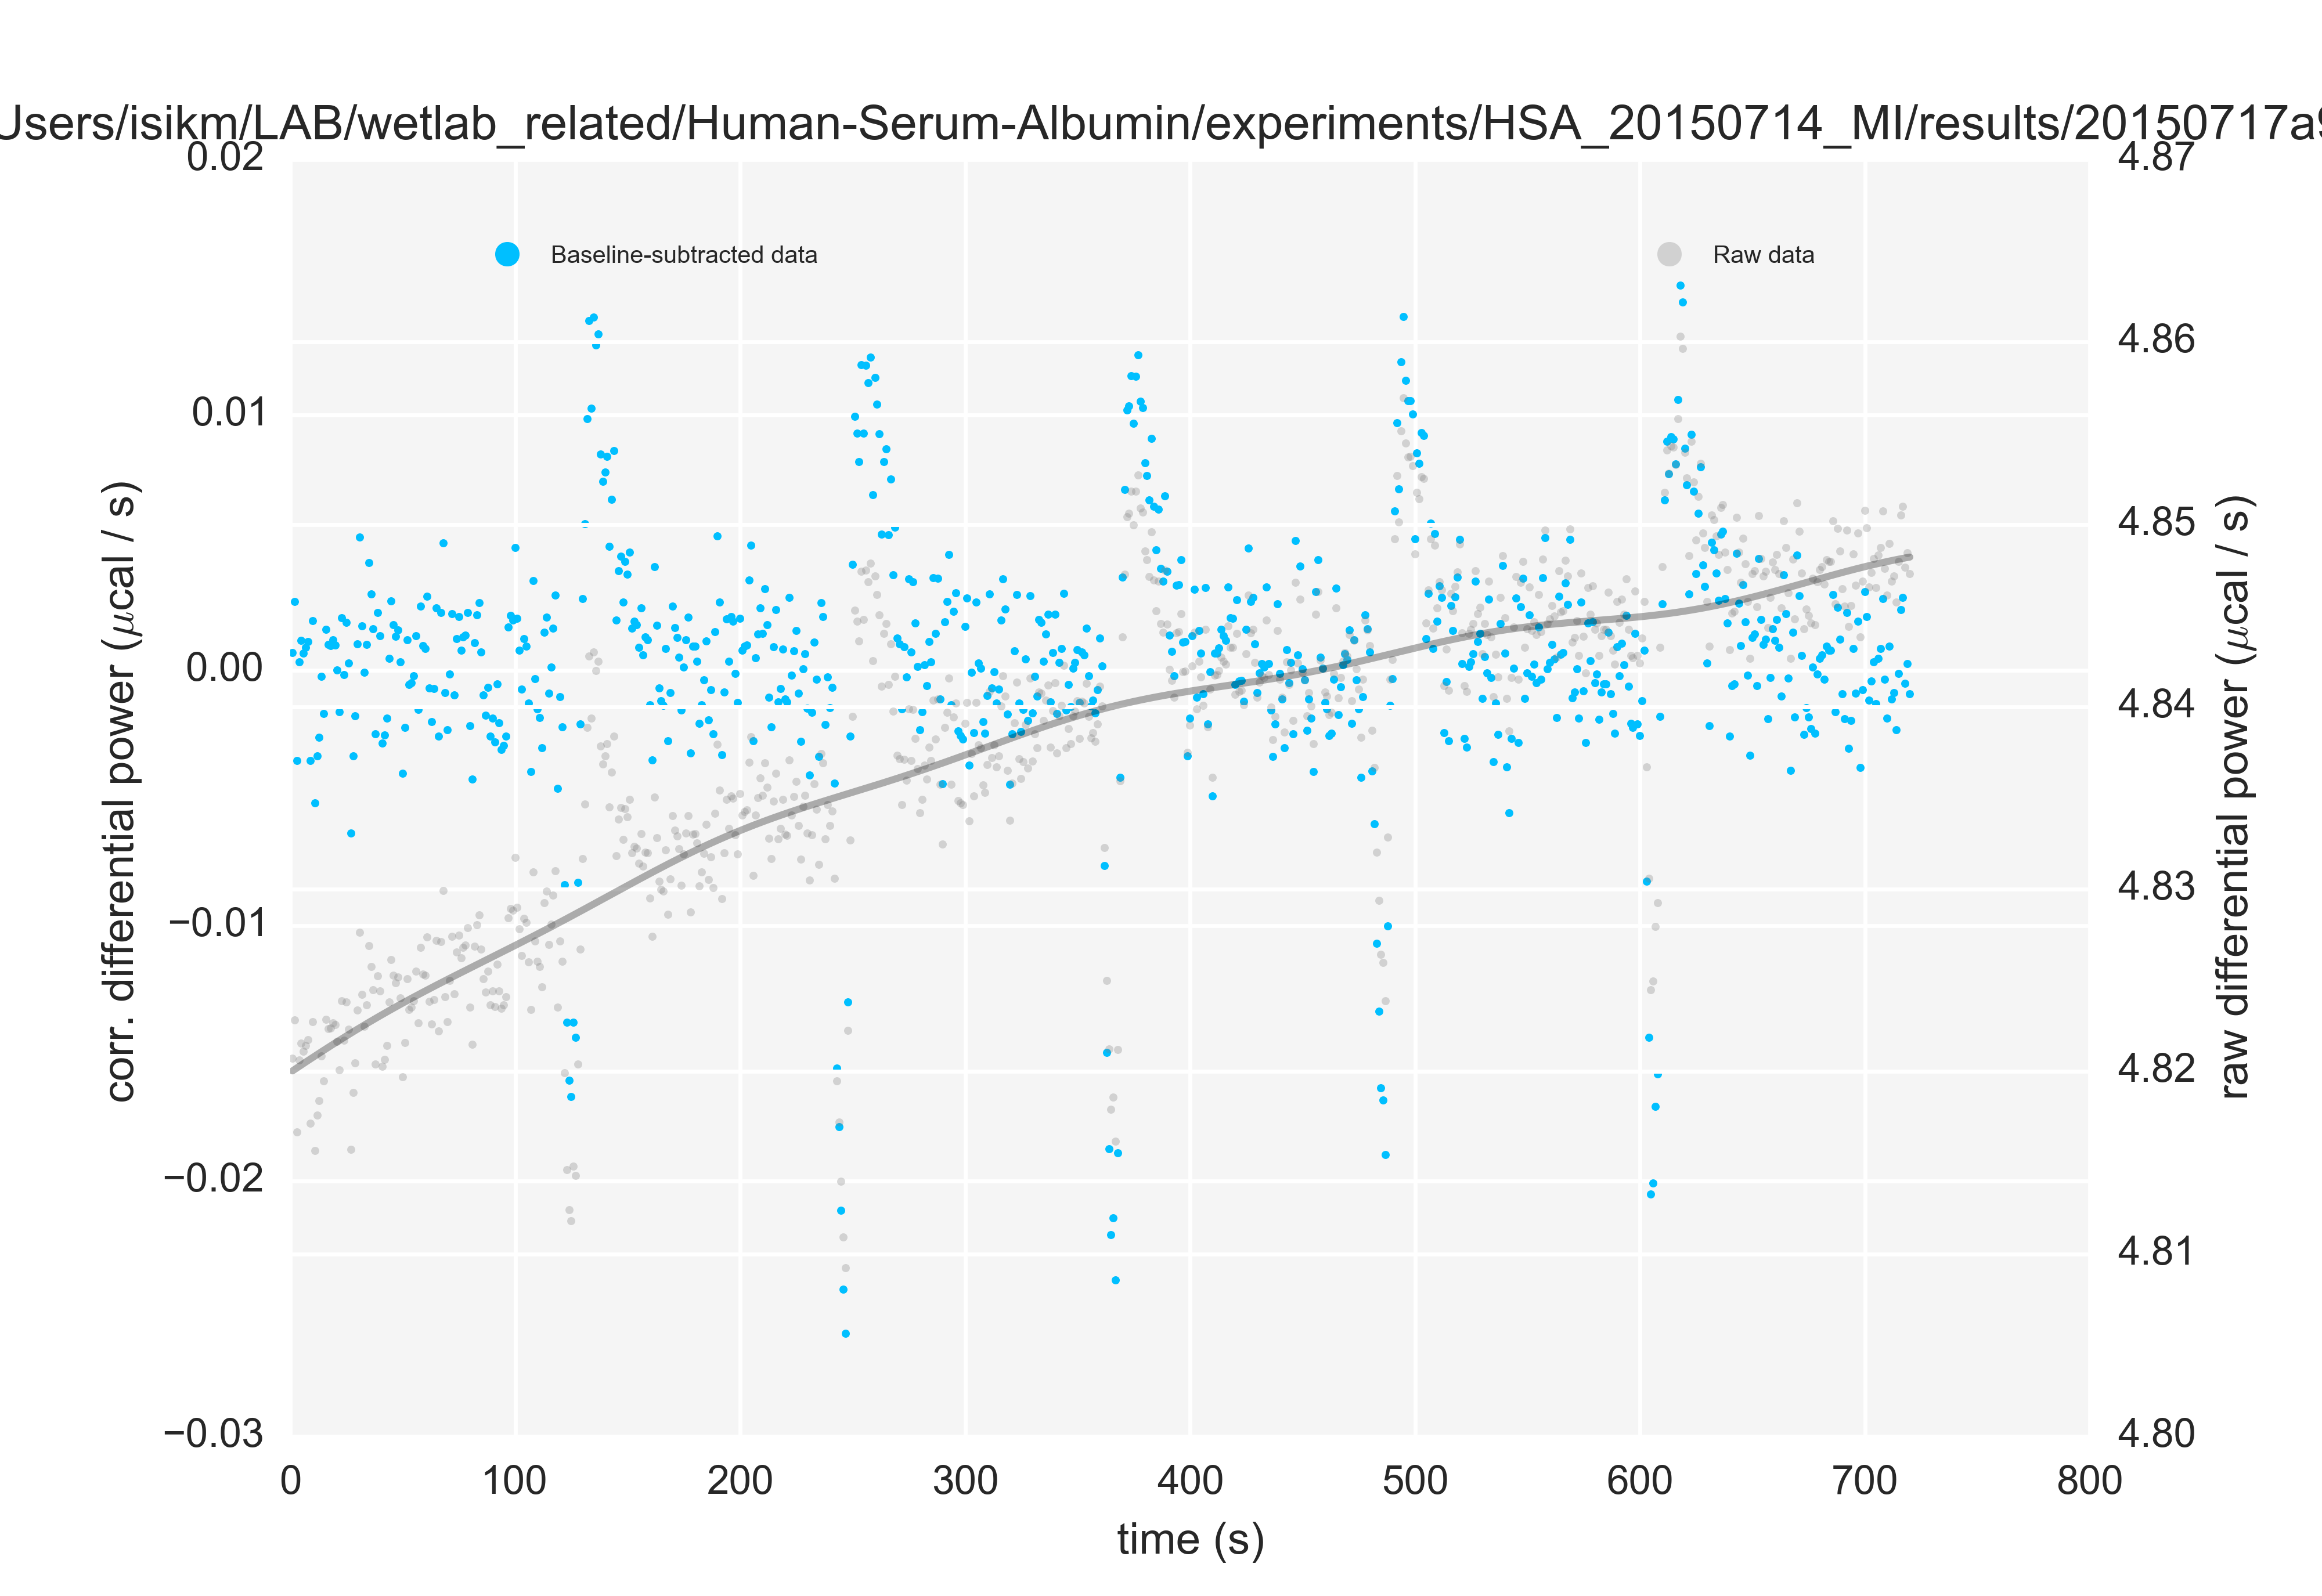 Users/isikm/LAB/wetlab_related/Human-Serum-Albumin/experiments/HSA_20150714_MI/results/20150717a9
0.02
0.01
0.00
−0.01
−0.02
−0.03
corr. differential power (μcal / s)
Baseline-subtracted data
Raw data
4.87
4.86
4.85
4.84
4.83
4.82
4.81
4.80
raw differential power (μcal / s)
0 100 200 300 400 500 600 700 800
time (s)